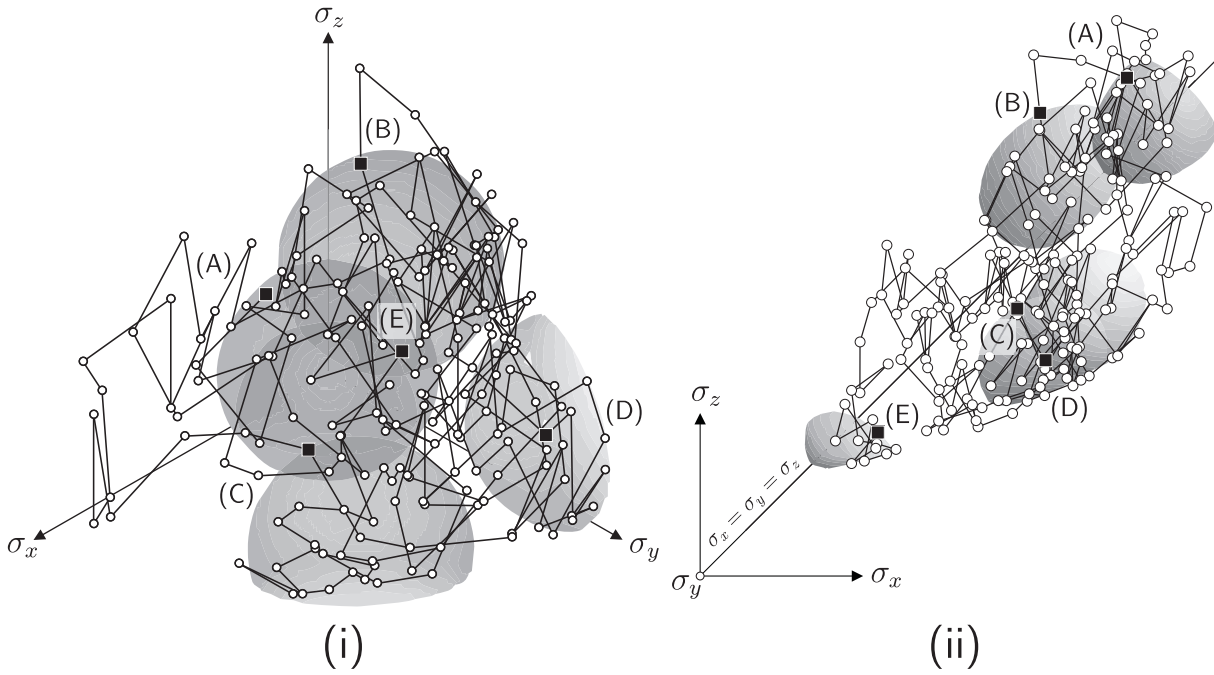 σz
(A)
(B)
(E)
(D)
(C)
σx
σy
(i)
(A)
(B)
(C)
(D)
(E)
σz
σx = σy = σz
σy
σx
(ii)